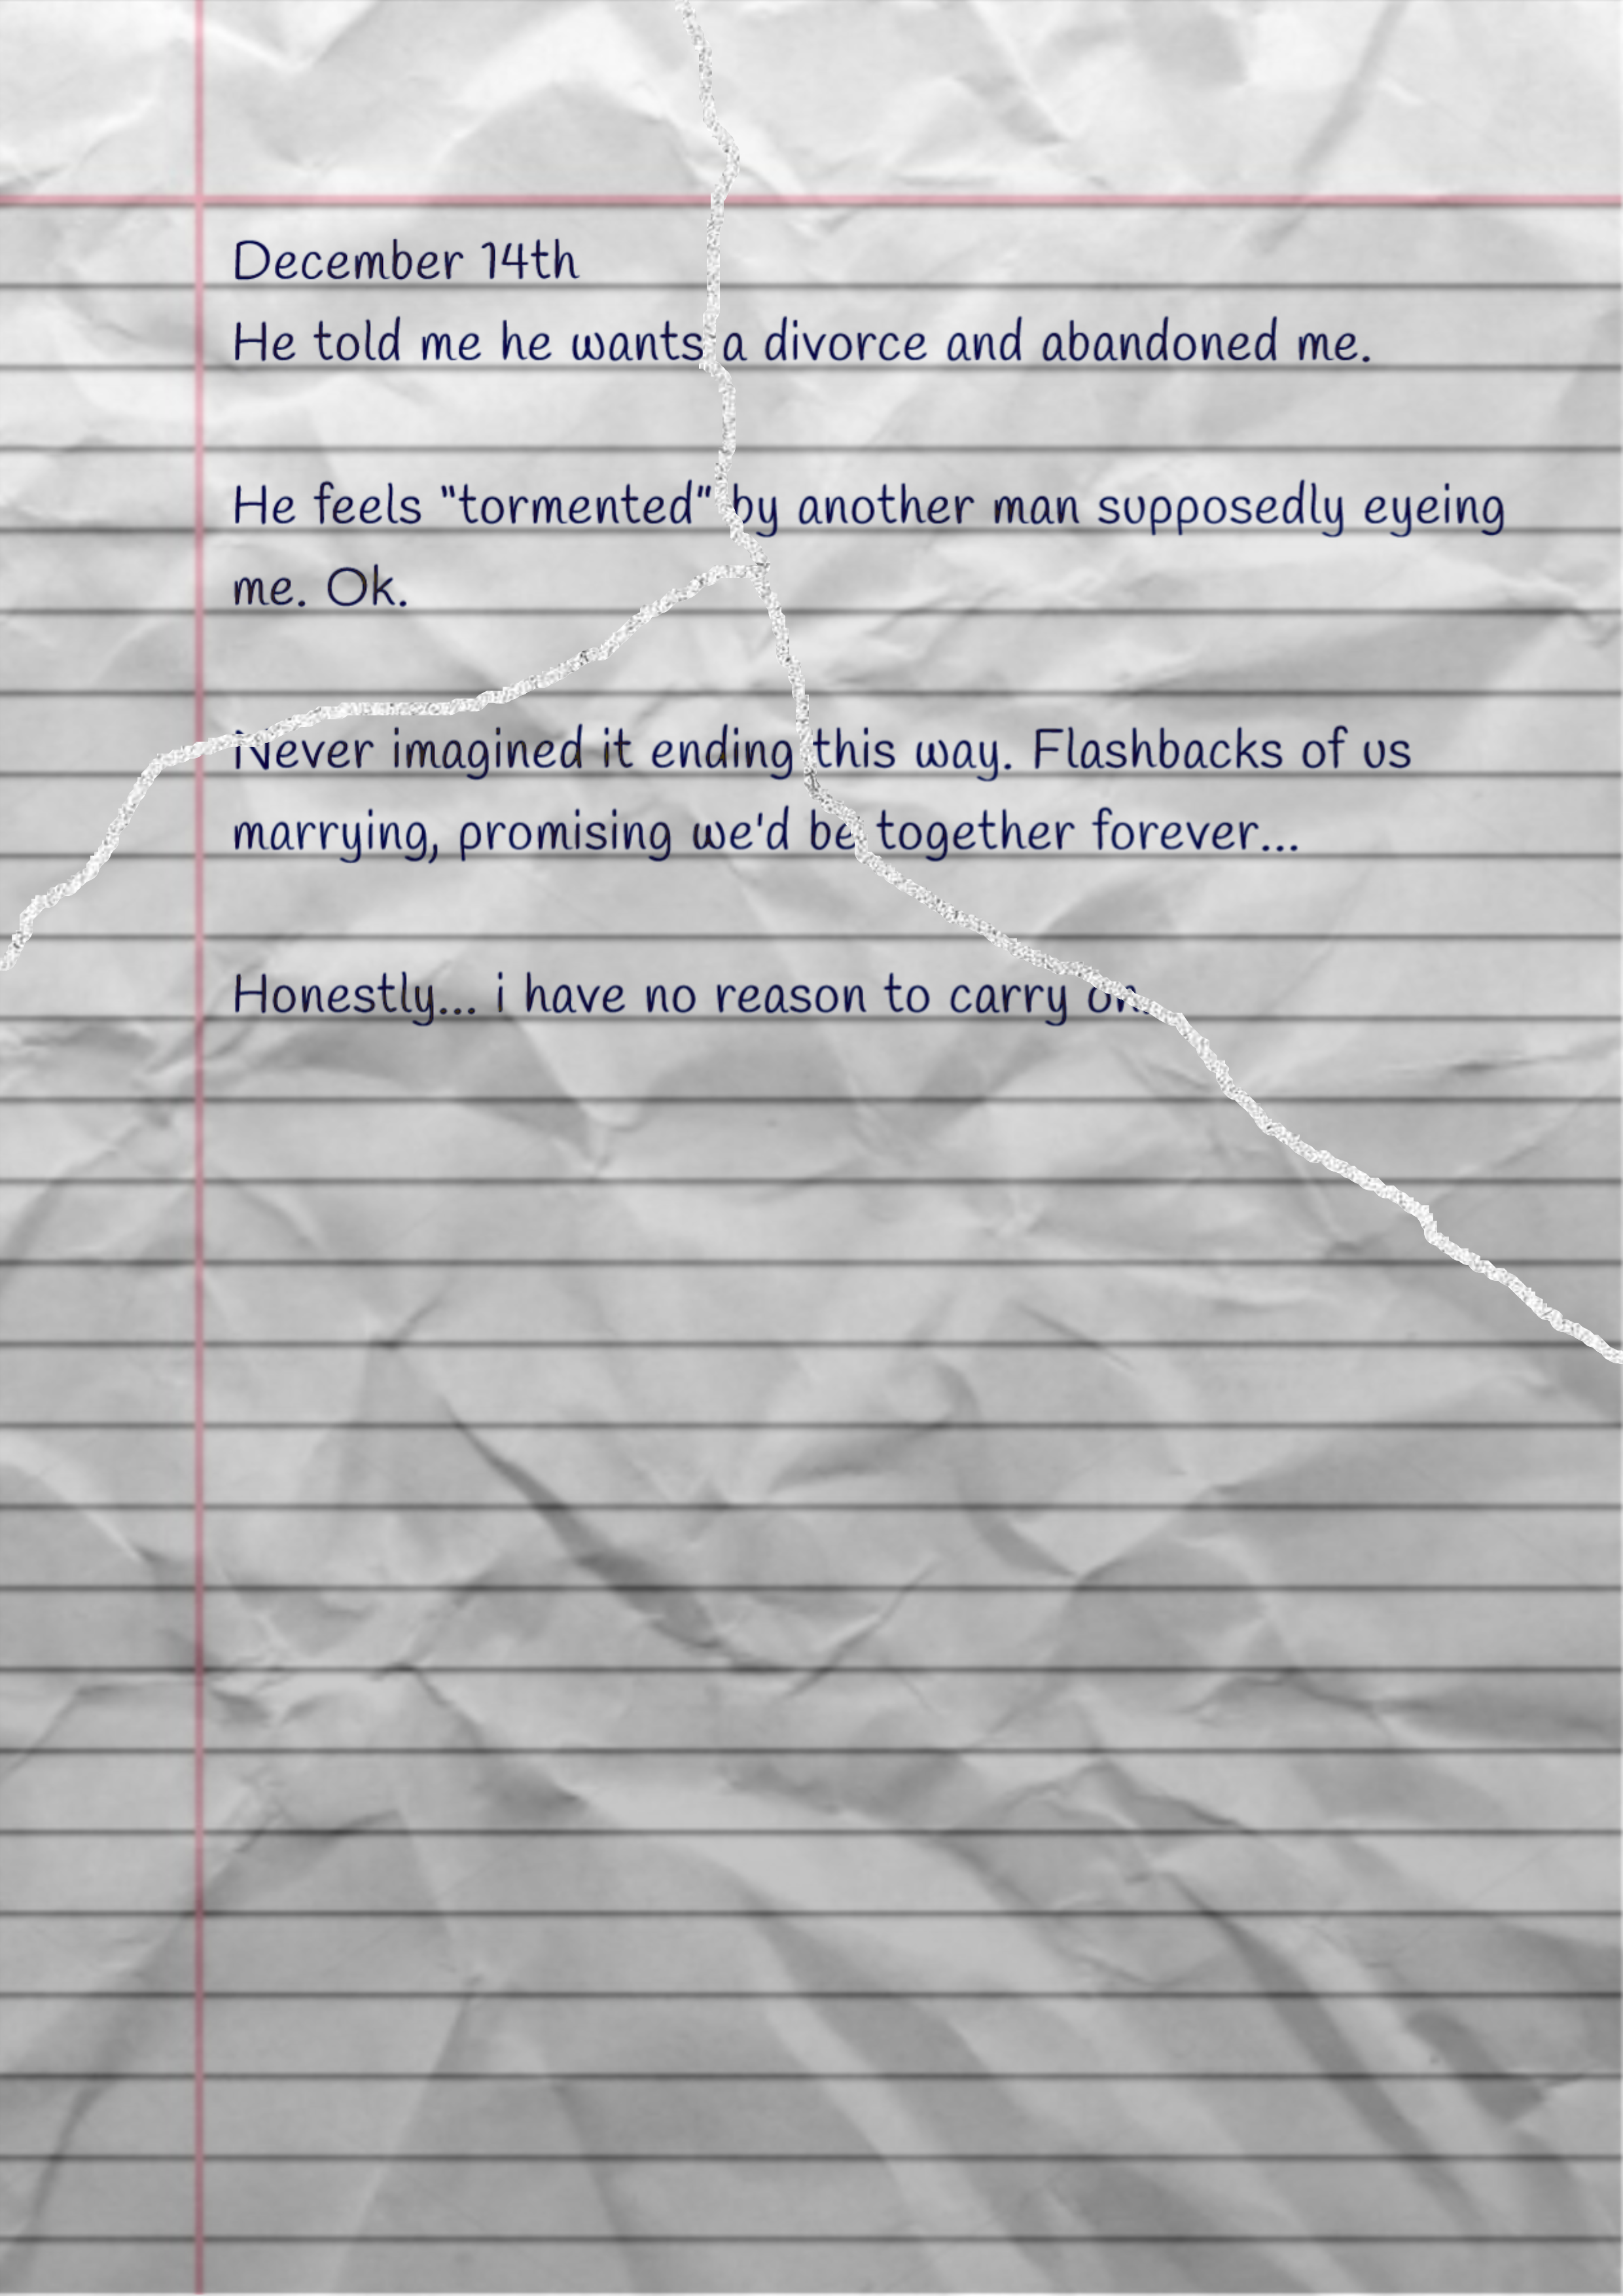 December 14th
He told me he wants a divorce and abandoned me.
He feels "tormented" by another man supposedly eyeing
me. Ok.
Never imagined it ending this way. Flashbacks of us
marrying, promising we'd be together forever...
Honestly... i have no reason to carry on.